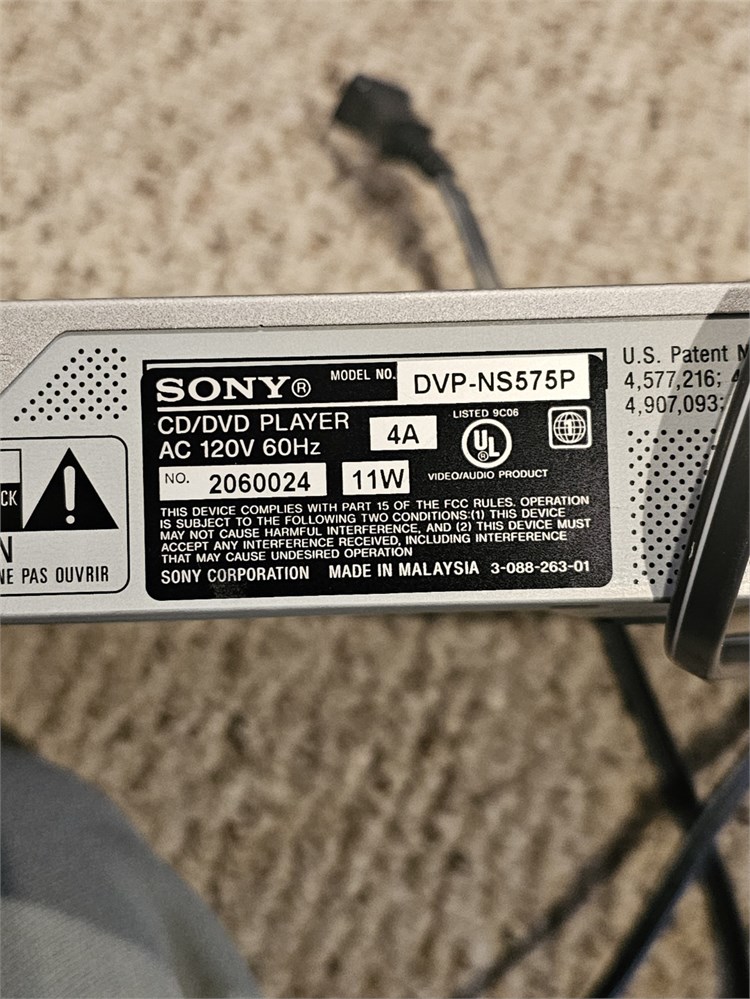 SONY® MODEL NO. DVP-NS575P
CD/DVD PLAYER
AC 120V 60Hz
4A
LISTED 9C06
UL
®
VIDEO/AUDIO PRODUCT
1
NO. 2060024
11W
THIS DEVICE COMPLIES WITH PART 15 OF THE FCC RULES. OPERATION
IS SUBJECT TO THE FOLLOWING TWO CONDITIONS:(1) THIS DEVICE
MAY NOT CAUSE HARMFUL INTERFERENCE, AND (2) THIS DEVICE MUST
ACCEPT ANY INTERFERENCE RECEIVED, INCLUDING INTERFERENCE
THAT MAY CAUSE UNDESIRED OPERATION
SONY CORPORATION MADE IN MALAYSIA 3-088-263-01
U.S. Patent
4,577,216;
4,907,093;
CK
N
NE PAS OUVRIR